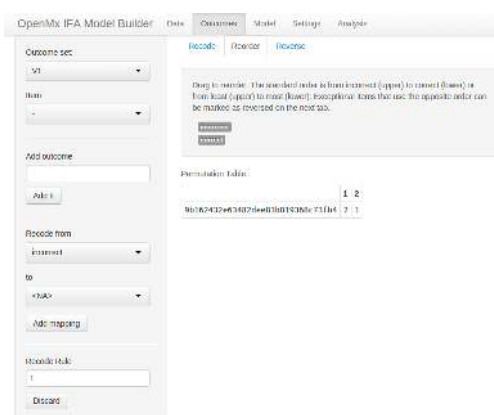 OpenMx IFA Model Builder Data Outcomes Model Settings Analysis
Outcome set
V1
Item
-
Add outcome
Add it
Recode from
incorrect
to
<NA>
Add mapping
Recode Rule
1
Discard
Recode Reorder Reverse
Drag to reorder. The standard order is from incorrect (upper) to correct (lower) or
from least (upper) to most (lower). Exceptional items that use the opposite order can
be marked as reversed on the next tab.
incorrect
correct
Permutation Table
1 2
2 1